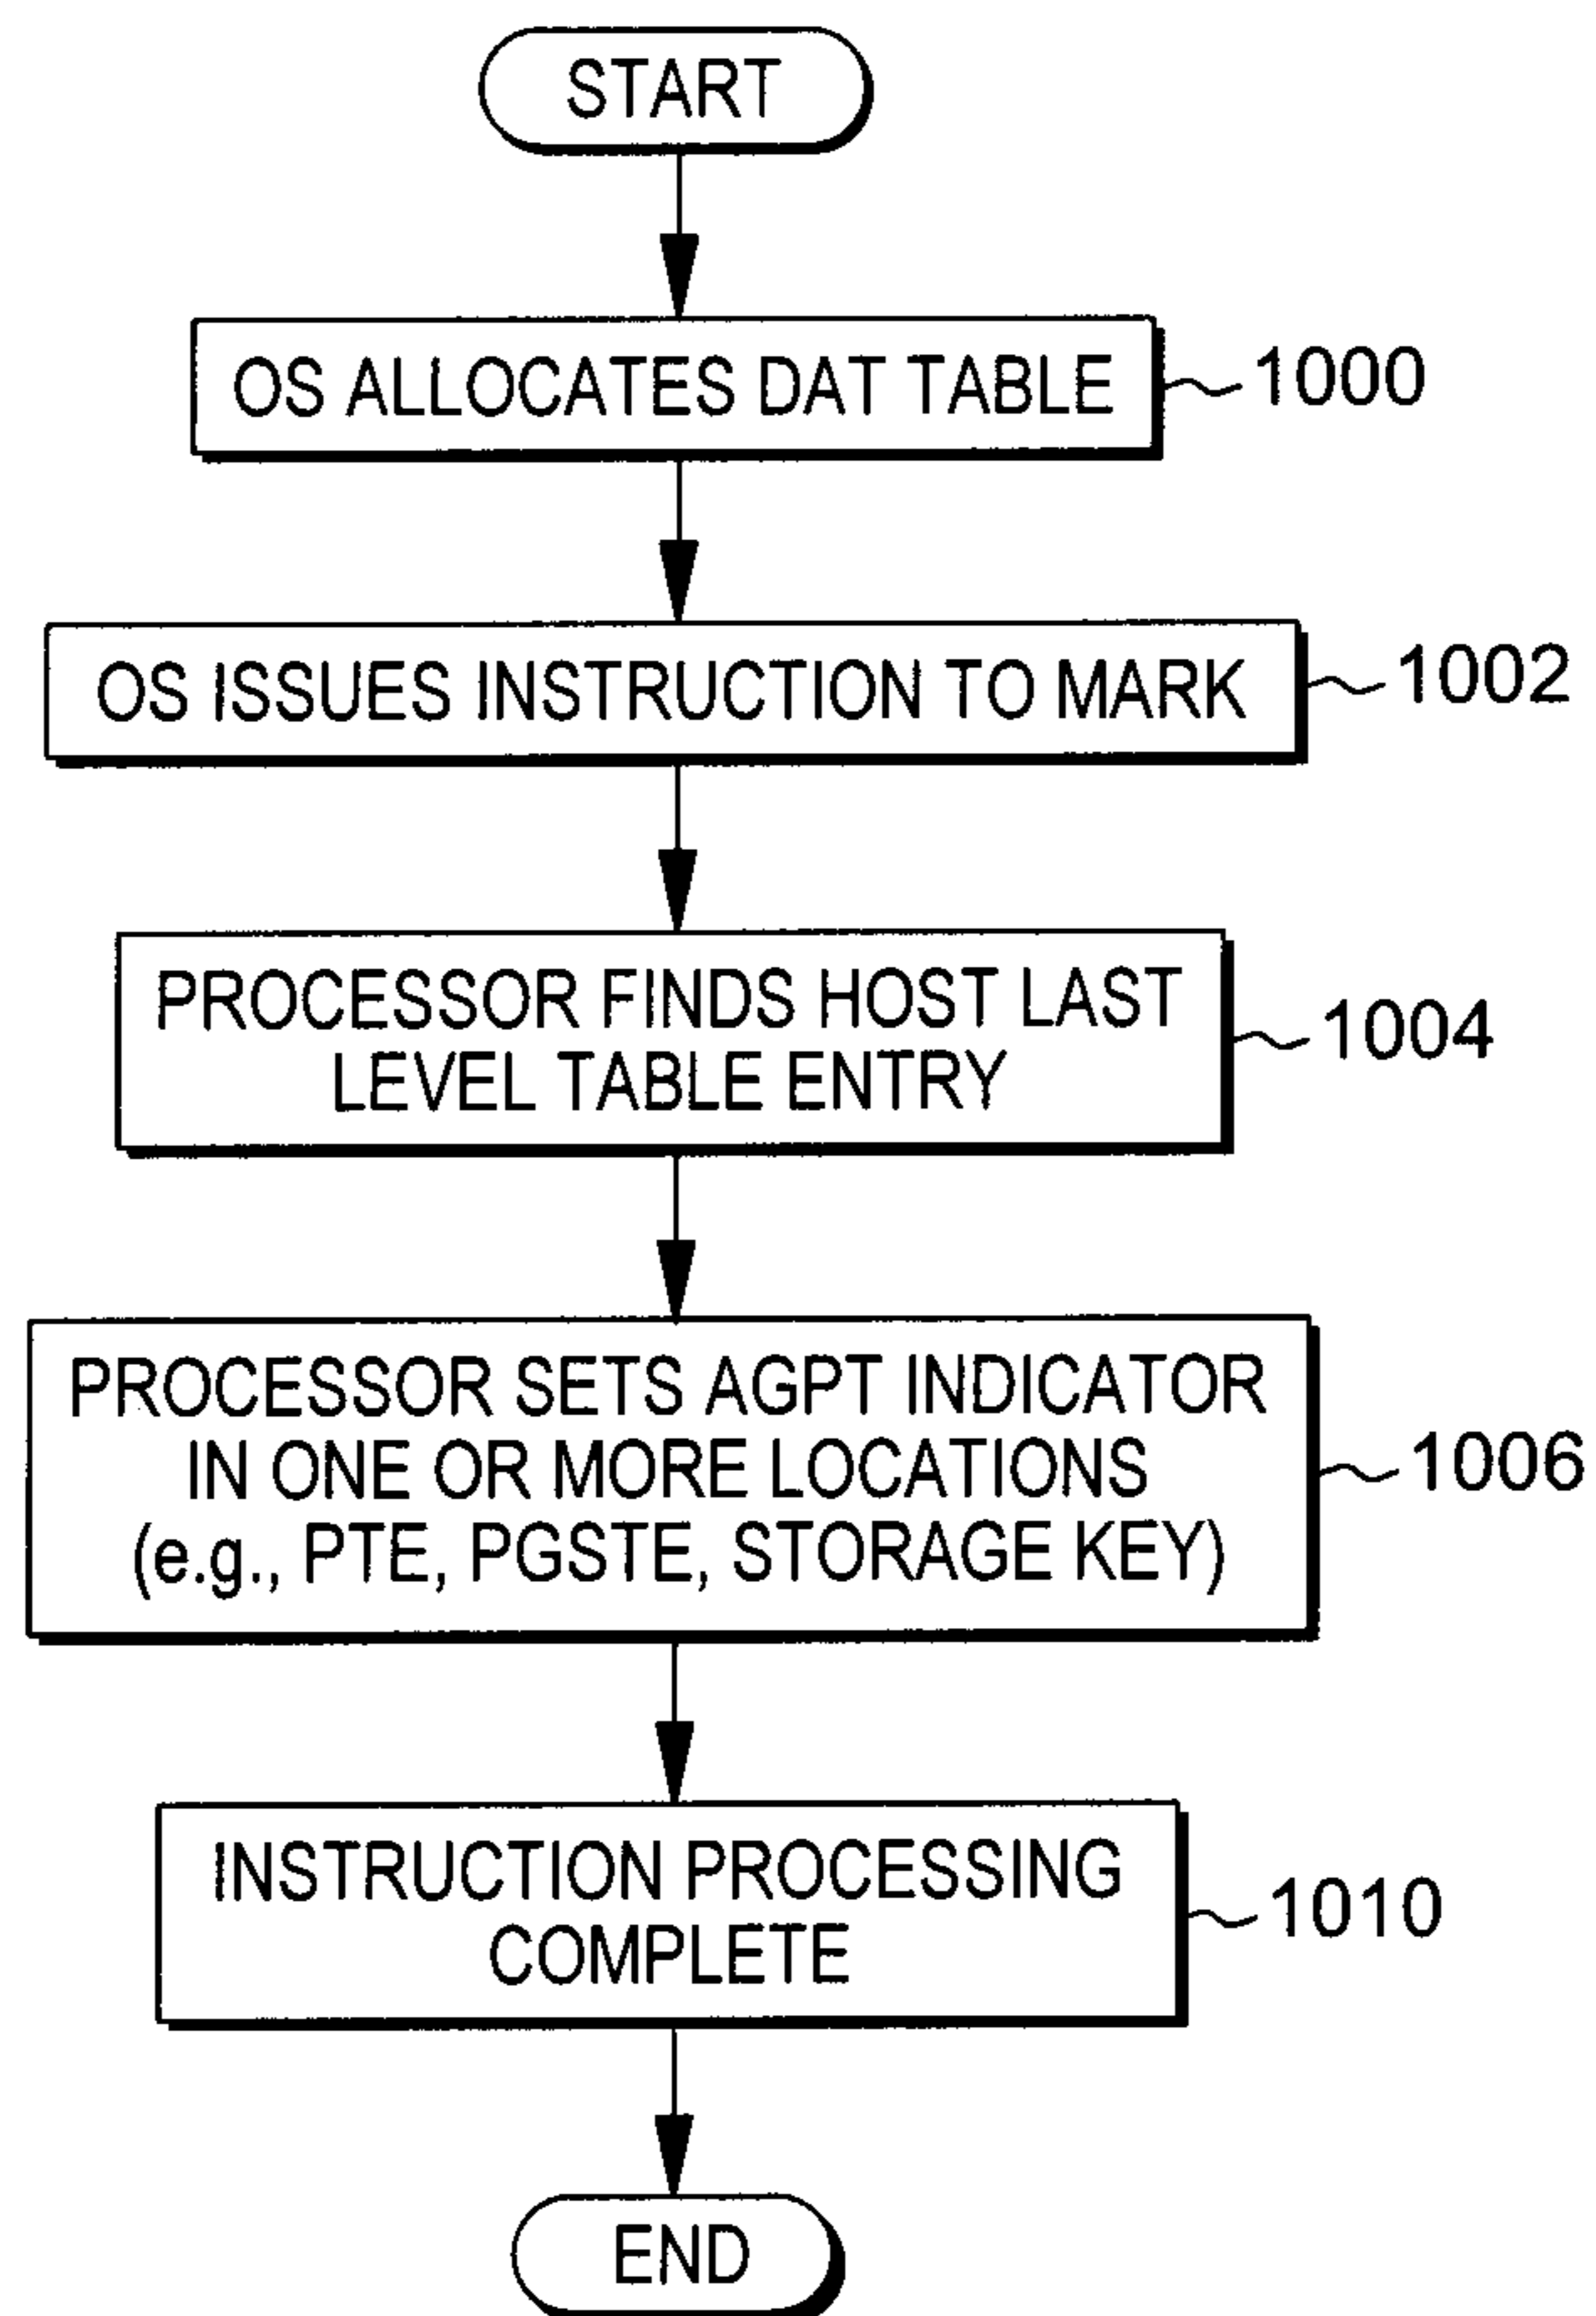 START
OS ALLOCATES DAT TABLE
1000
OS ISSUES INSTRUCTION TO MARK
1002
PROCESSOR FINDS HOST LAST
LEVEL TABLE ENTRY
1004
PROCESSOR SETS AGPT INDICATOR
IN ONE OR MORE LOCATIONS
(e.g., PTE, PGSTE, STORAGE KEY)
1006
INSTRUCTION PROCESSING
COMPLETE
1010
END